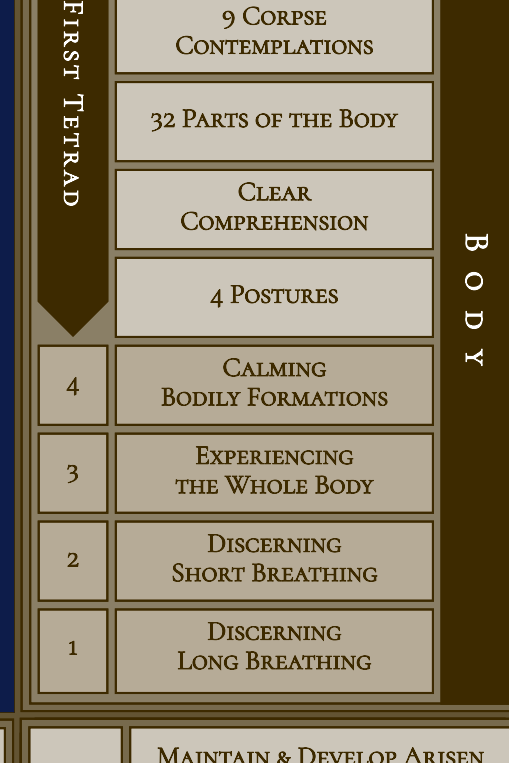 First Tetrad
9 Corpse
Contemplations
32 Parts of the Body
Clear
Comprehension
4 Postures
Body
4
Calming
Bodily Formations
3
Experiencing
the Whole Body
2
Discerning
Short Breathing
1
Discerning
Long Breathing
Maintain & Develop Arisen